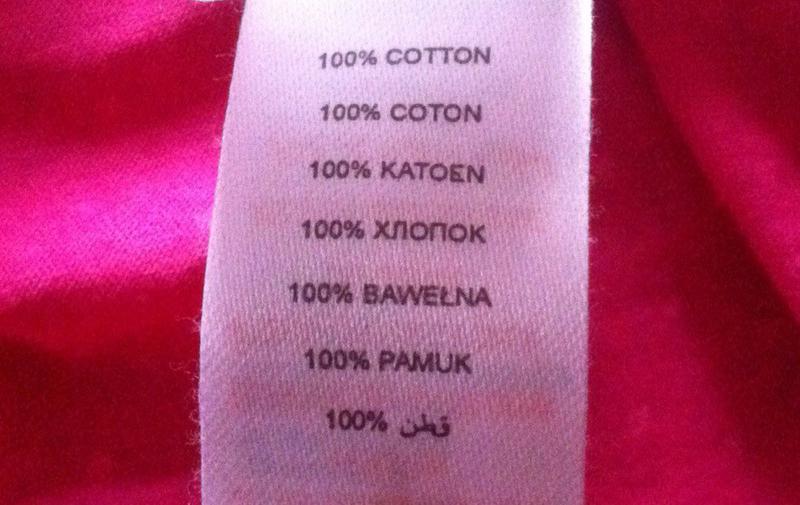 100% COTTON
100% COTON
100% KATOEN
100% ХЛОПОК
100% BAWEŁNA
100% PAMUK
100% قطن